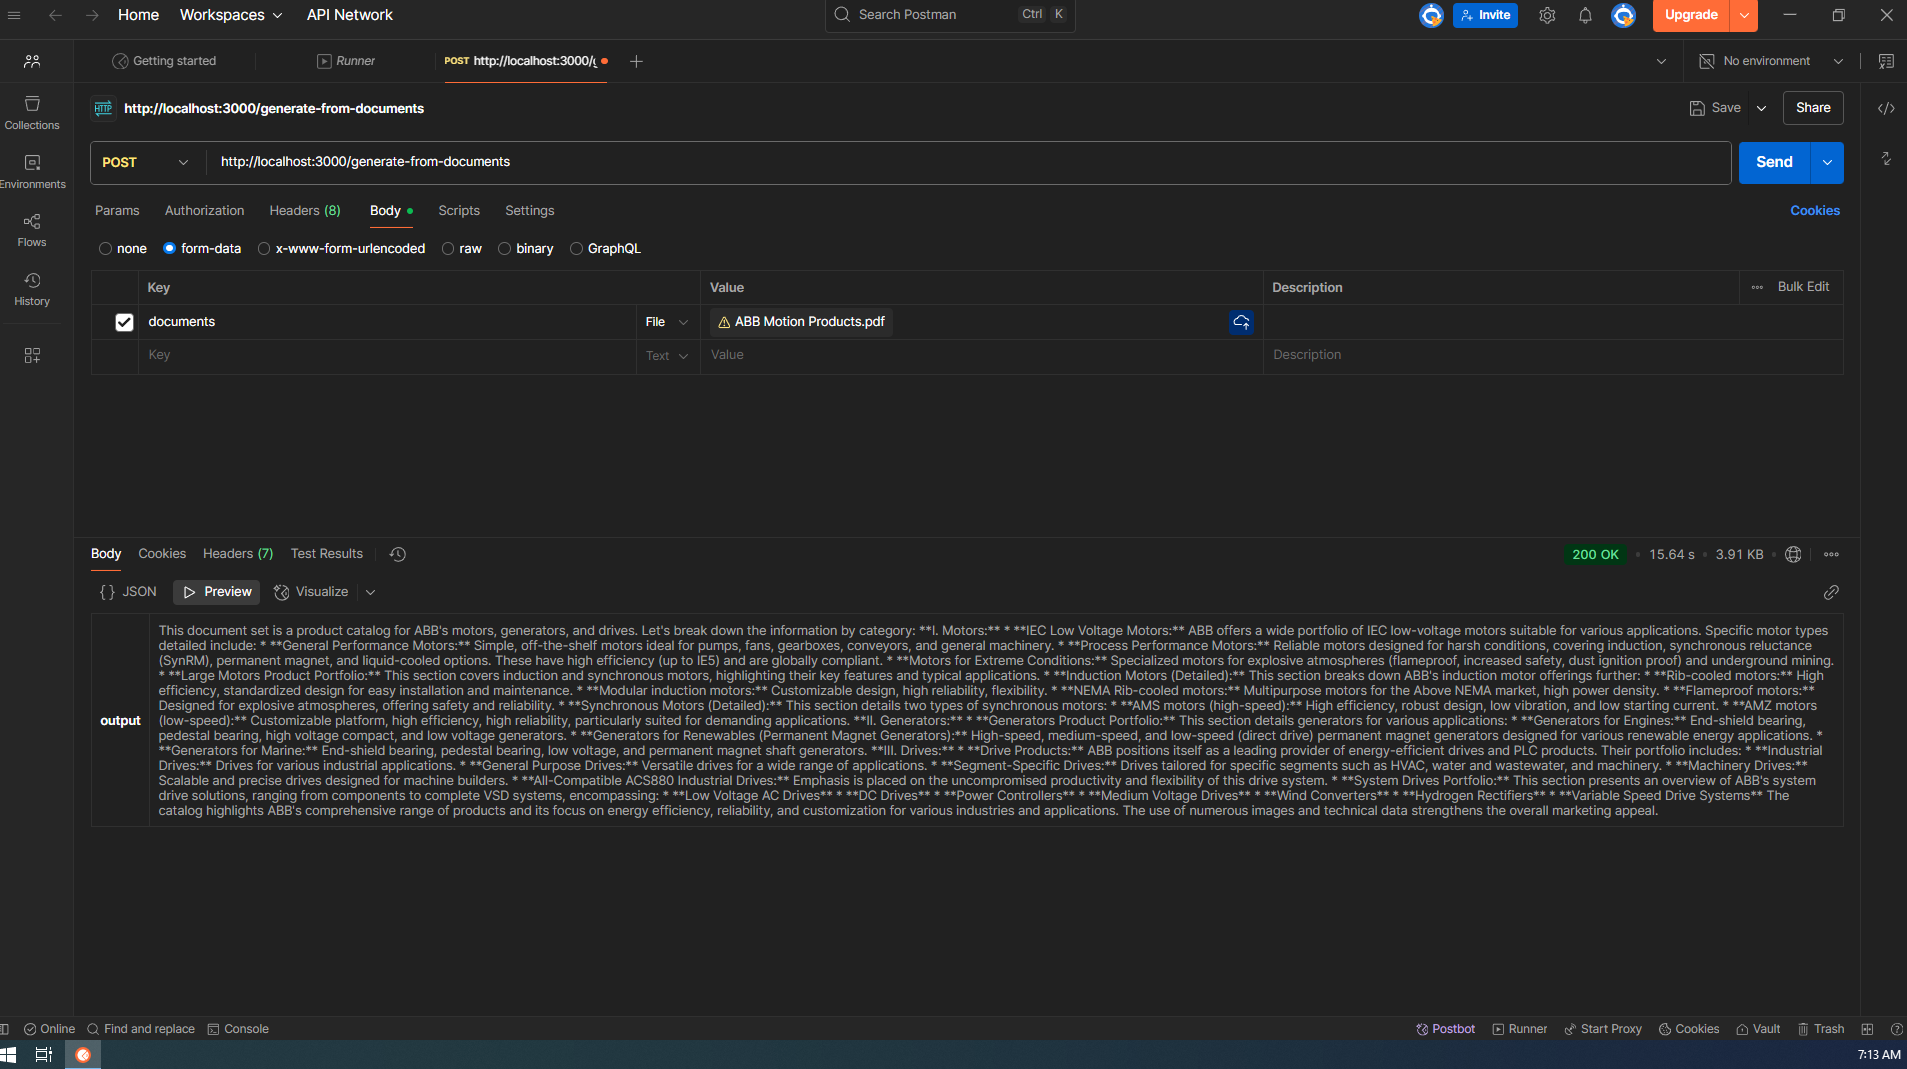 Home Workspaces API Network Search Postman Ctrl K Invite Upgrade
Getting started Runner POST http://localhost:3000/g No environment
http://localhost:3000/generate-from-documents Save Share
Collections
POST http://localhost:3000/generate-from-documents Send
Environments
Params Authorization Headers (8) Body Scripts Settings Cookies
Flows
none form-data x-www-form-urlencoded raw binary GraphQL
History
Key Value Description Bulk Edit
documents File ABB Motion Products.pdf
Key Text Value Description
Body Cookies Headers (7) Test Results 200 OK 15.64 s 3.91 KB
{} JSON Preview Visualize
output
This document set is a product catalog for ABB's motors, generators, and drives. Let's break down the information by category: **I. Motors:** * **IEC Low Voltage Motors:** ABB offers a wide portfolio of IEC low-voltage motors suitable for various applications. Specific motor types
detailed include: * **General Performance Motors:** Simple, off-the-shelf motors ideal for pumps, fans, gearboxes, conveyors, and general machinery. * **Process Performance Motors:** Reliable motors designed for harsh conditions, covering induction, synchronous reluctance
(SynRM), permanent magnet, and liquid-cooled options. These have high efficiency (up to IE5) and are globally compliant. * **Motors for Extreme Conditions:** Specialized motors for explosive atmospheres (flameproof, increased safety, dust ignition proof) and underground mining.
* **Large Motors Product Portfolio:** This section covers induction and synchronous motors, highlighting their key features and typical applications. * **Induction Motors (Detailed):** This section breaks down ABB's induction motor offerings further: * **Rib-cooled motors:** High
efficiency, standardized design for easy installation and maintenance. * **Modular induction motors:** Customizable design, high reliability, flexibility. * **NEMA Rib-cooled motors:** Multipurpose motors for the Above NEMA market, high power density. * **Flameproof motors:**
Designed for explosive atmospheres, offering safety and reliability. * **Synchronous Motors (Detailed):** This section details two types of synchronous motors: * **AMS motors (high-speed):** High efficiency, robust design, low vibration, and low starting current. * **AMZ motors
(low-speed):** Customizable platform, high efficiency, high reliability, particularly suited for demanding applications. **II. Generators:** * **Generators Product Portfolio:** This section details generators for various applications: * **Generators for Engines:** End-shield bearing,
pedestal bearing, high voltage compact, and low voltage generators. * **Generators for Renewables (Permanent Magnet Generators):** High-speed, medium-speed, and low-speed (direct drive) permanent magnet generators designed for various renewable energy applications. *
**Generators for Marine:** End-shield bearing, pedestal bearing, low voltage, and permanent magnet shaft generators. **III. Drives:** * **Drive Products:** ABB positions itself as a leading provider of energy-efficient drives and PLC products. Their portfolio includes: * **Industrial
Drives:** Drives for various industrial applications. * **General Purpose Drives:** Versatile drives for a wide range of applications. * **Segment-Specific Drives:** Drives tailored for specific segments such as HVAC, water and wastewater, and machinery. * **Machinery Drives:**
Scalable and precise drives designed for machine builders. * **All-Compatible ACS880 Industrial Drives:** Emphasis is placed on the uncompromised productivity and flexibility of this drive system. * **System Drives Portfolio:** This section presents an overview of ABB's system
drive solutions, ranging from components to complete VSD systems, encompassing: * **Low Voltage AC Drives** * **DC Drives** * **Power Controllers** * **Medium Voltage Drives** * **Wind Converters** * **Hydrogen Rectifiers** * **Variable Speed Drive Systems** The
catalog highlights ABB's comprehensive range of products and its focus on energy efficiency, reliability, and customization for various industries and applications. The use of numerous images and technical data strengthens the overall marketing appeal.
Online Find and replace Console Postbot Runner Start Proxy Cookies Vault Trash
7:13 AM